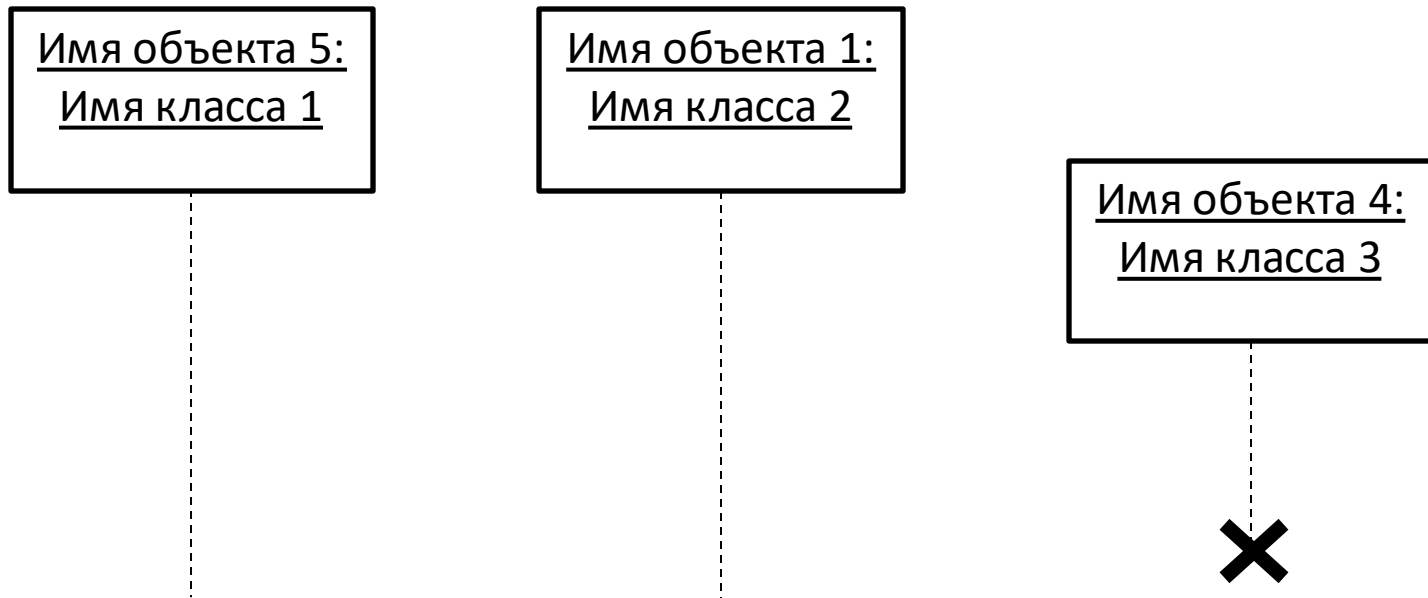 Имя объекта 5:
Имя класса 1
Имя объекта 1:
Имя класса 2
Имя объекта 4:
Имя класса 3